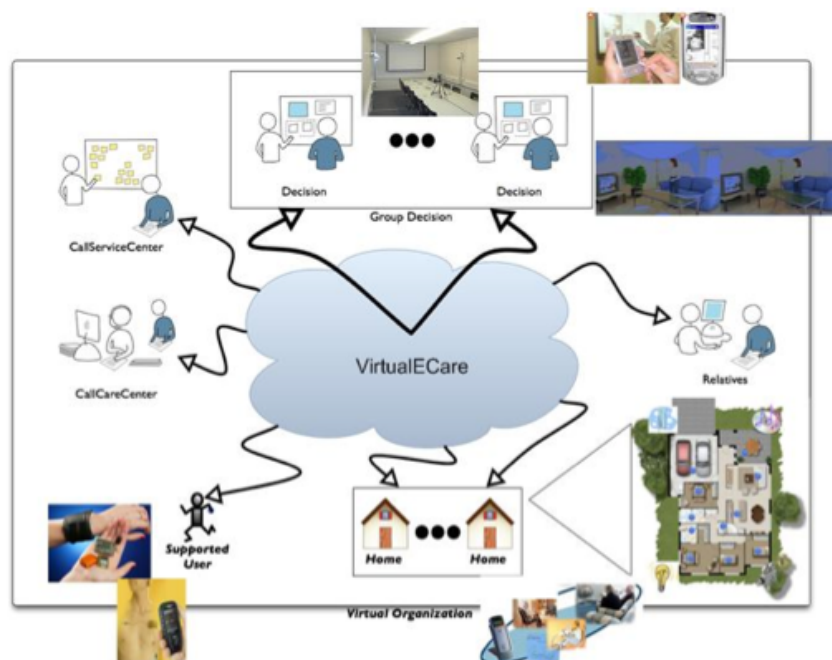 Decision
Decision
Group Decision
CallServiceCenter
VirtualECare
CallCareCenter
Relatives
Supported
User
Home
Home
Virtual Organization